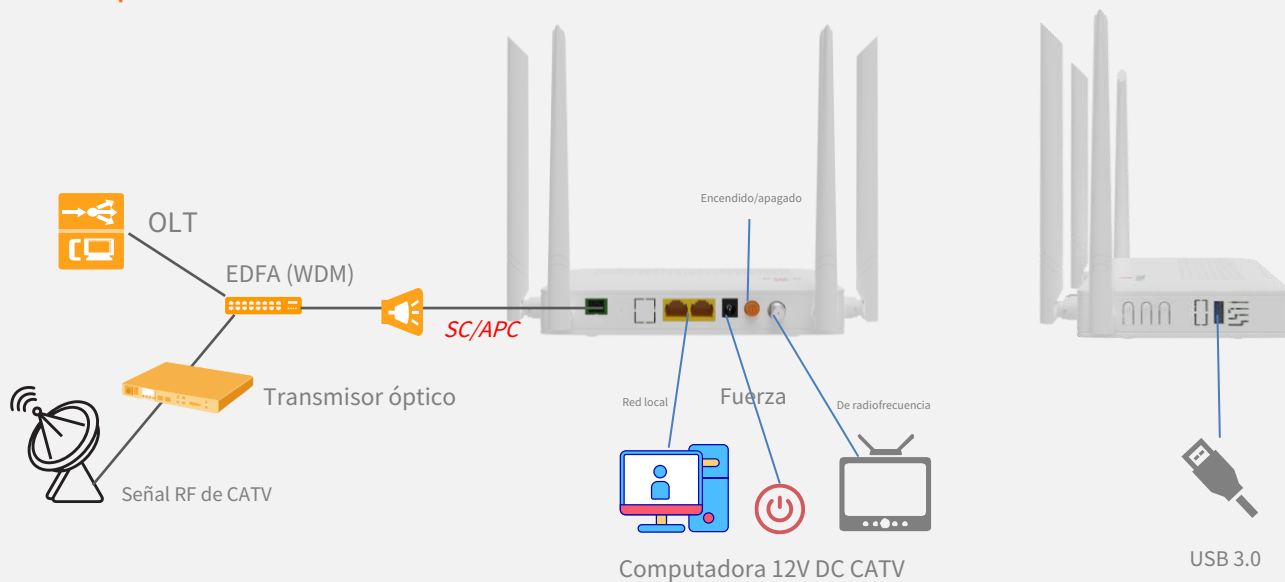 Encendido/apagado
OLT
EDFA (WDM)
SC/APC
Transmisor óptico
Red local
Fuerza
De radiofrecuencia
Señal RF de CATV
Computadora 12V DC CATV
USB 3.0